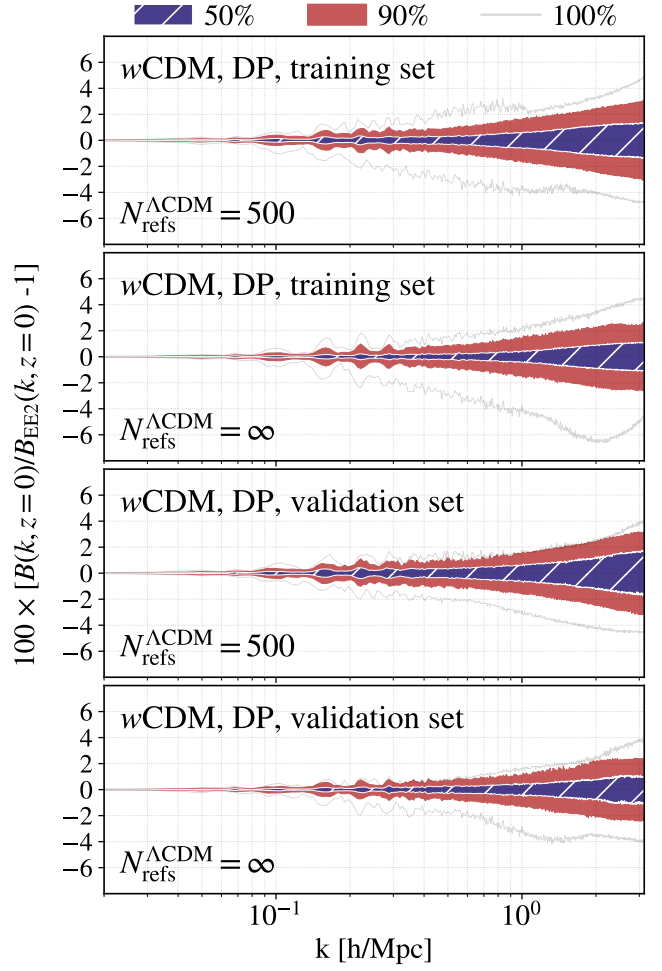 50% 90% 100%
wCDM, DP, training set
6
4
2
0
−2
−4
−6
N_refs^ΛCDM = 500
wCDM, DP, training set
6
4
2
0
−2
−4
−6
N_refs^ΛCDM = ∞
wCDM, DP, validation set
6
4
2
0
−2
−4
−6
N_refs^ΛCDM = 500
wCDM, DP, validation set
6
4
2
0
−2
−4
−6
N_refs^ΛCDM = ∞
100 × [B(k, z = 0)/B_EE2(k, z = 0) -1]
10^−1 10^0
k [h/Mpc]